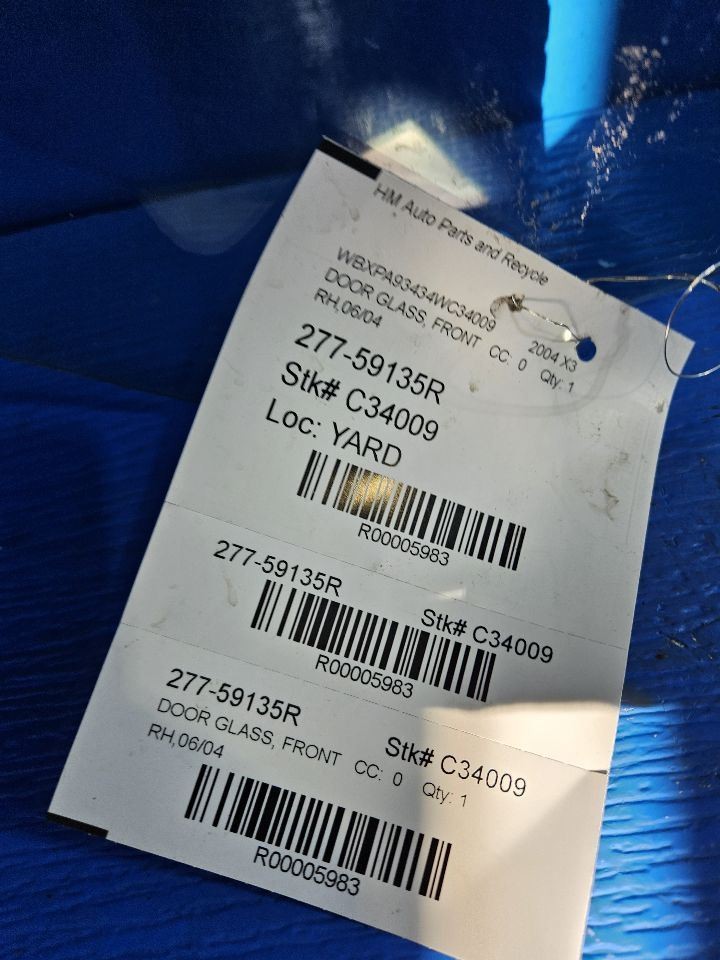 HM Auto Parts and Recycle
WBXPA93434WC34009 2004 X3
DOOR GLASS, FRONT CC: 0 Qty: 1
RH,06/04
277-59135R
Stk# C34009
Loc: YARD
R00005983
277-59135R Stk# C34009
R00005983
277-59135R Stk# C34009
DOOR GLASS, FRONT CC: 0 Qty: 1
RH,06/04
R00005983